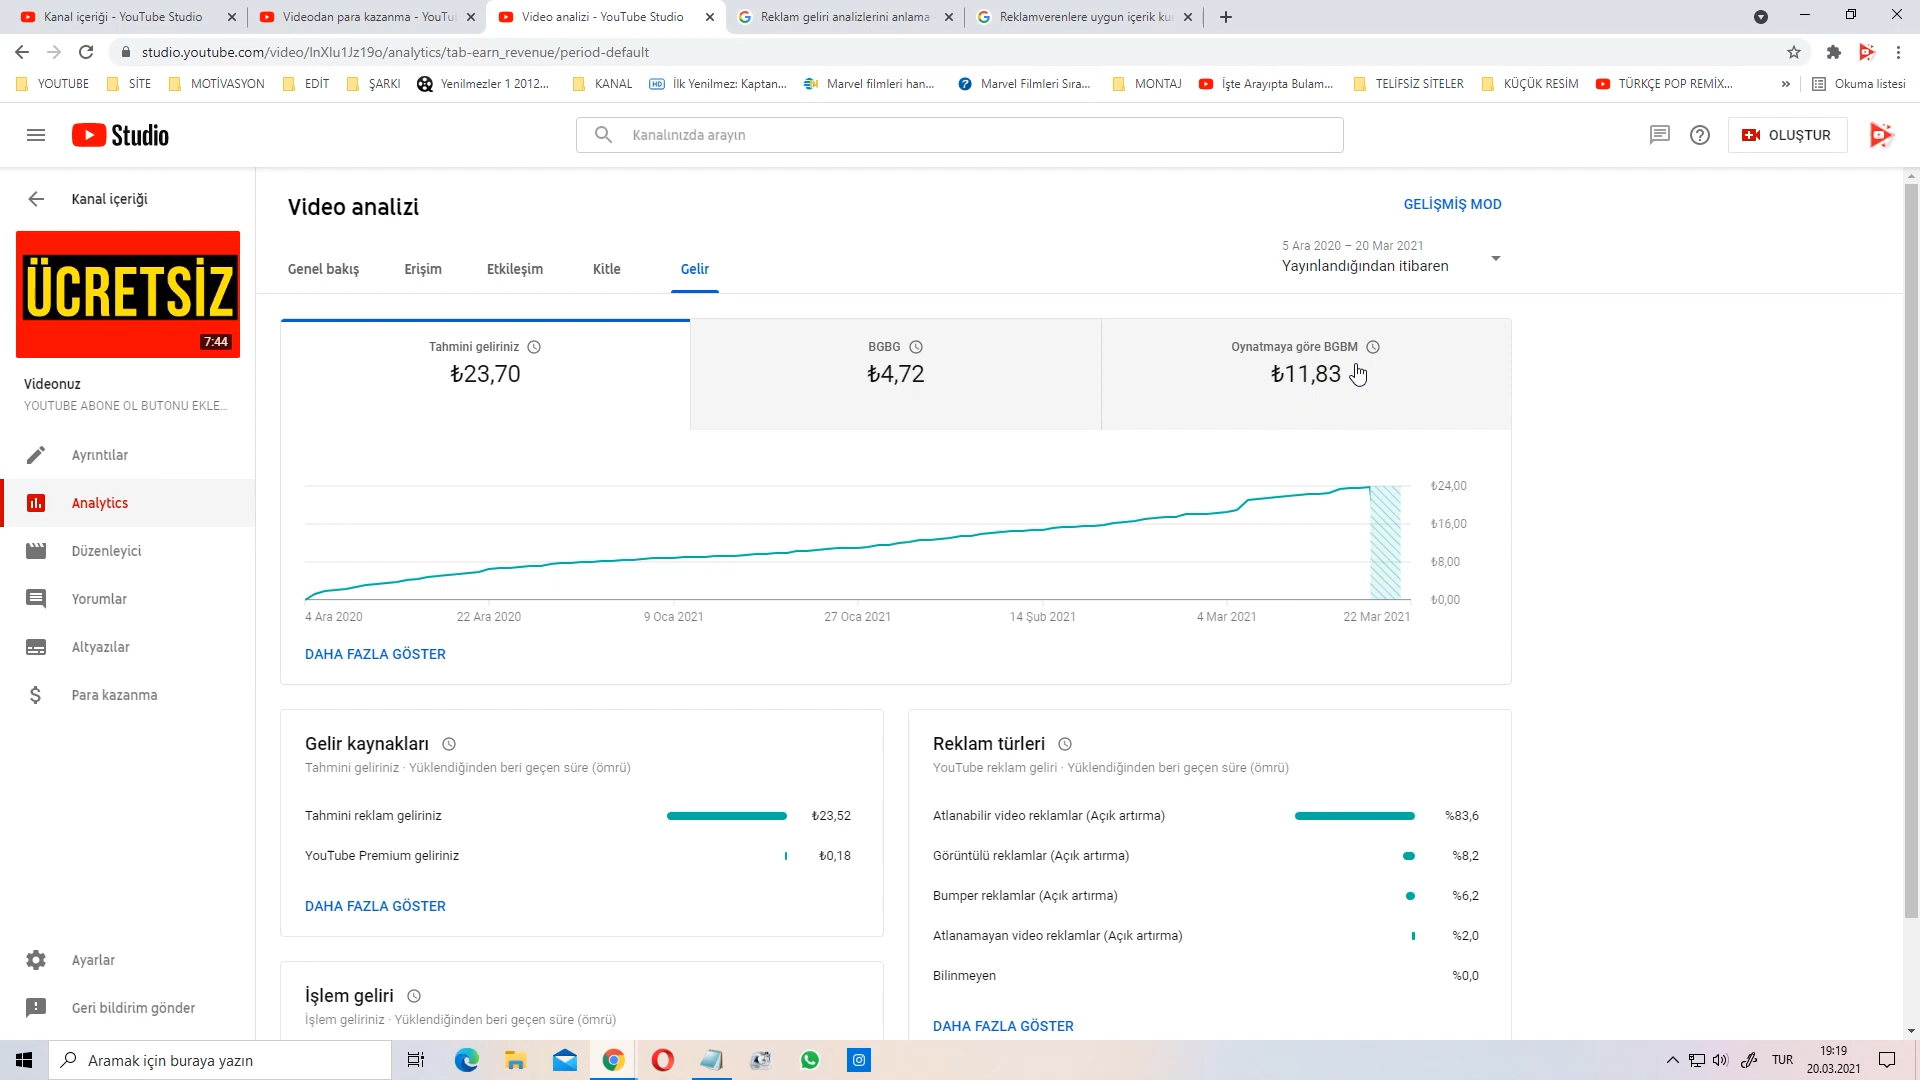 Kanal içeriği - YouTube Studio
Videodan para kazanma - YouTu
Video analizi - YouTube Studio
Reklam geliri analizlerini anlama
Reklamverenlere uygun içerik ku
studio.youtube.com/video/lnXlu1Jz19o/analytics/tab-earn_revenue/period-default
YOUTUBE
SİTE
MOTİVASYON
EDİT
ŞARKI
Yenilmezler 1 2012...
KANAL
İlk Yenilmez: Kaptan...
Marvel filmleri han...
Marvel Filmleri Sıra...
MONTAJ
İşte Arayıpta Bulam...
TELİFSİZ SİTELER
KÜÇÜK RESİM
TÜRKÇE POP REMİX...
»
Okuma listesi
Studio
Kanalınızda arayın
OLUŞTUR
Kanal içeriği
ÜCRETSİZ
7:44
Videonuz
YOUTUBE ABONE OL BUTONU EKLE...
Ayrıntılar
Analytics
Düzenleyici
Yorumlar
Altyazılar
Para kazanma
Ayarlar
Geri bildirim gönder
Video analizi
GELİŞMİŞ MOD
Genel bakış
Erişim
Etkileşim
Kitle
Gelir
5 Ara 2020 – 20 Mar 2021
Yayınlandığından itibaren
Tahmini geliriniz
₺23,70
BGBG
₺4,72
Oynatmaya göre BGBM
₺11,83
₺24,00
₺16,00
₺8,00
₺0,00
4 Ara 2020
22 Ara 2020
9 Oca 2021
27 Oca 2021
14 Şub 2021
4 Mar 2021
22 Mar 2021
DAHA FAZLA GÖSTER
Gelir kaynakları
Tahmini geliriniz · Yüklendiğinden beri geçen süre (ömrü)
Tahmini reklam geliriniz ₺23,52
YouTube Premium geliriniz ₺0,18
DAHA FAZLA GÖSTER
İşlem geliri
İşlem geliriniz · Yüklendiğinden beri geçen süre (ömrü)
Reklam türleri
YouTube reklam geliri · Yüklendiğinden beri geçen süre (ömrü)
Atlanabilir video reklamlar (Açık artırma) %83,6
Görüntülü reklamlar (Açık artırma) %8,2
Bumper reklamlar (Açık artırma) %6,2
Atlanamayan video reklamlar (Açık artırma) %2,0
Bilinmeyen %0,0
DAHA FAZLA GÖSTER
Aramak için buraya yazın
TUR
19:19
20.03.2021